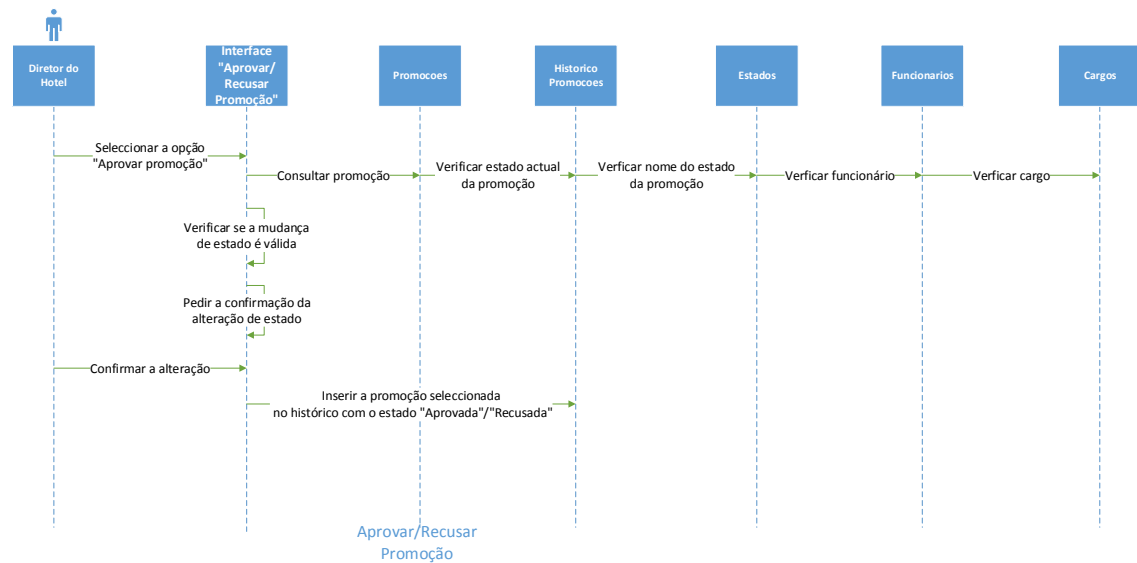 Diretor do
Hotel
Interface
"Aprovar/
Recusar
Promoção"
Promocoes
Historico
Promocoes
Estados
Funcionarios
Cargos
Seleccionar a opção
"Aprovar promoção"
Consultar promoção
Verificar estado actual
da promoção
Verficar nome do estado
da promoção
Verficar funcionário
Verficar cargo
Verificar se a mudança
de estado é válida
Pedir a confirmação da
alteração de estado
Confirmar a alteração
Inserir a promoção seleccionada
no histórico com o estado "Aprovada"/"Recusada"
Aprovar/Recusar
Promoção